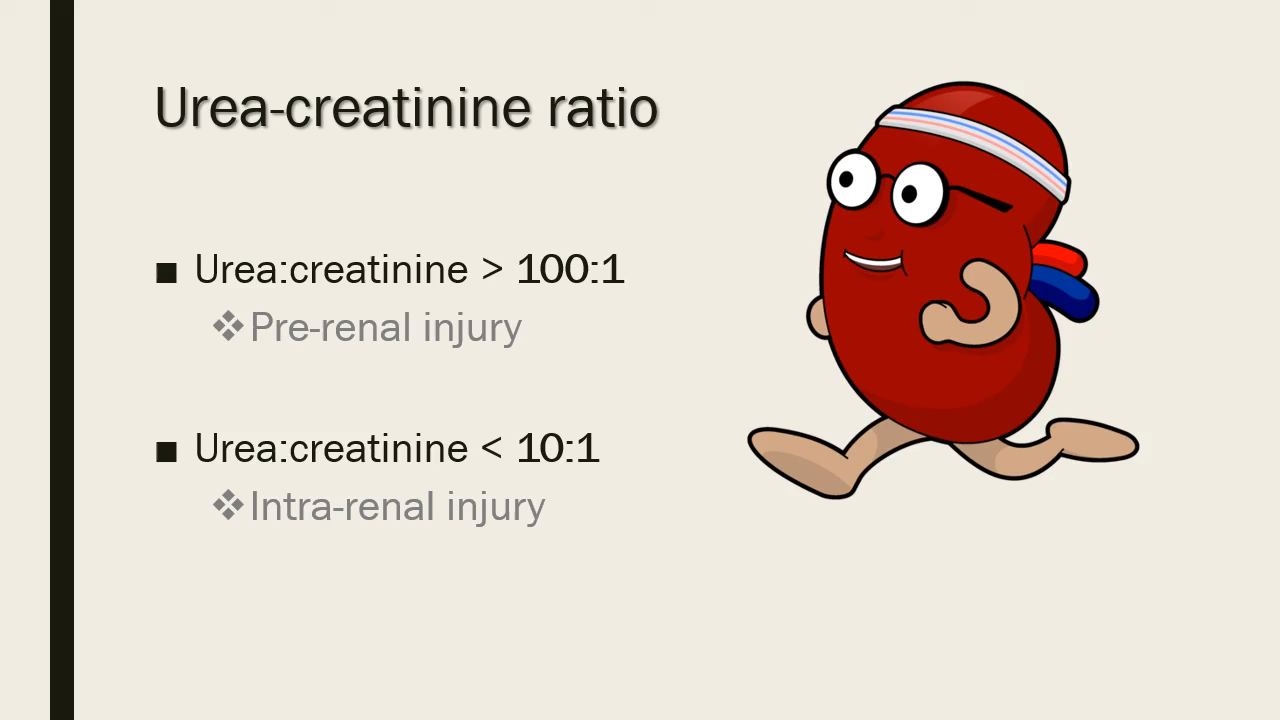 Urea-creatinine ratio
■ Urea:creatinine > 100:1
❖Pre-renal injury
■ Urea:creatinine < 10:1
❖Intra-renal injury